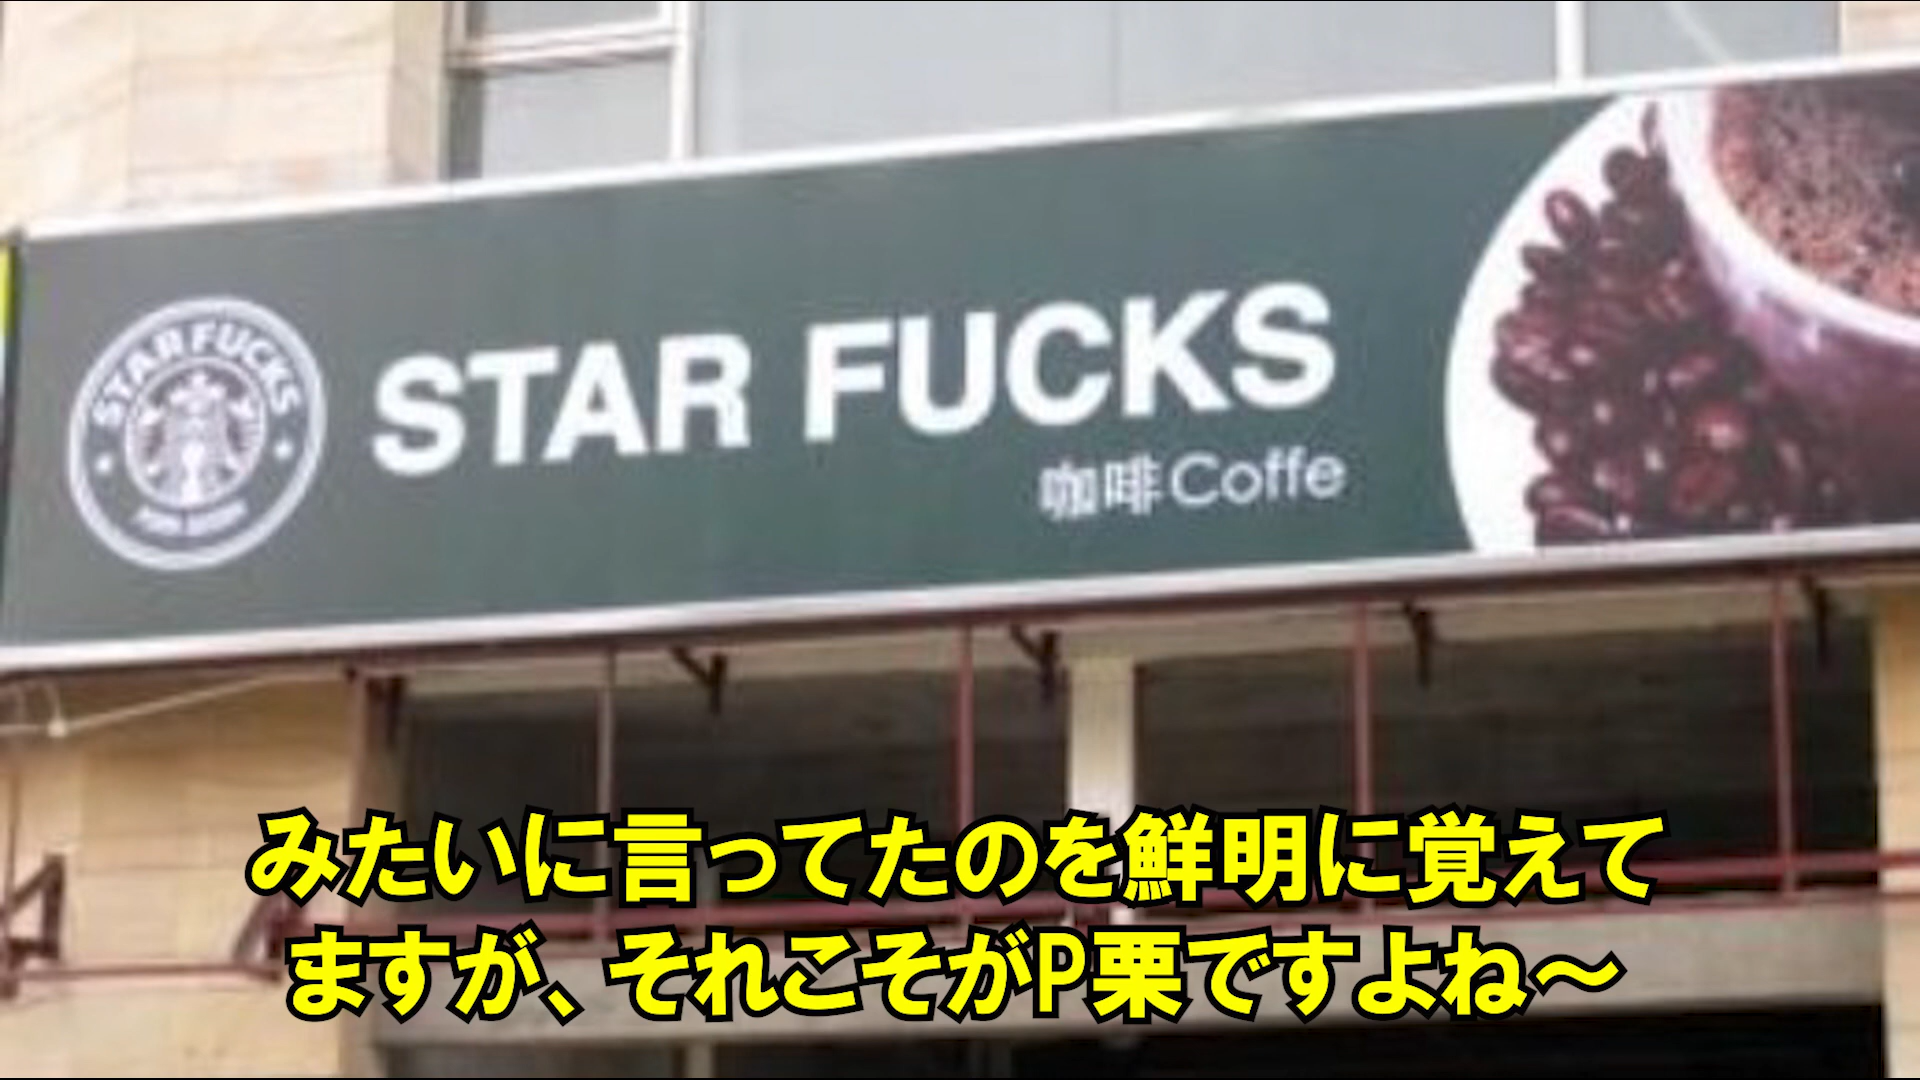 STAR FUCKS
STAR FUCKS
咖啡Coffe
みたいに言ってたのを鮮明に覚えて
ますが、それこそがP栗ですよね～